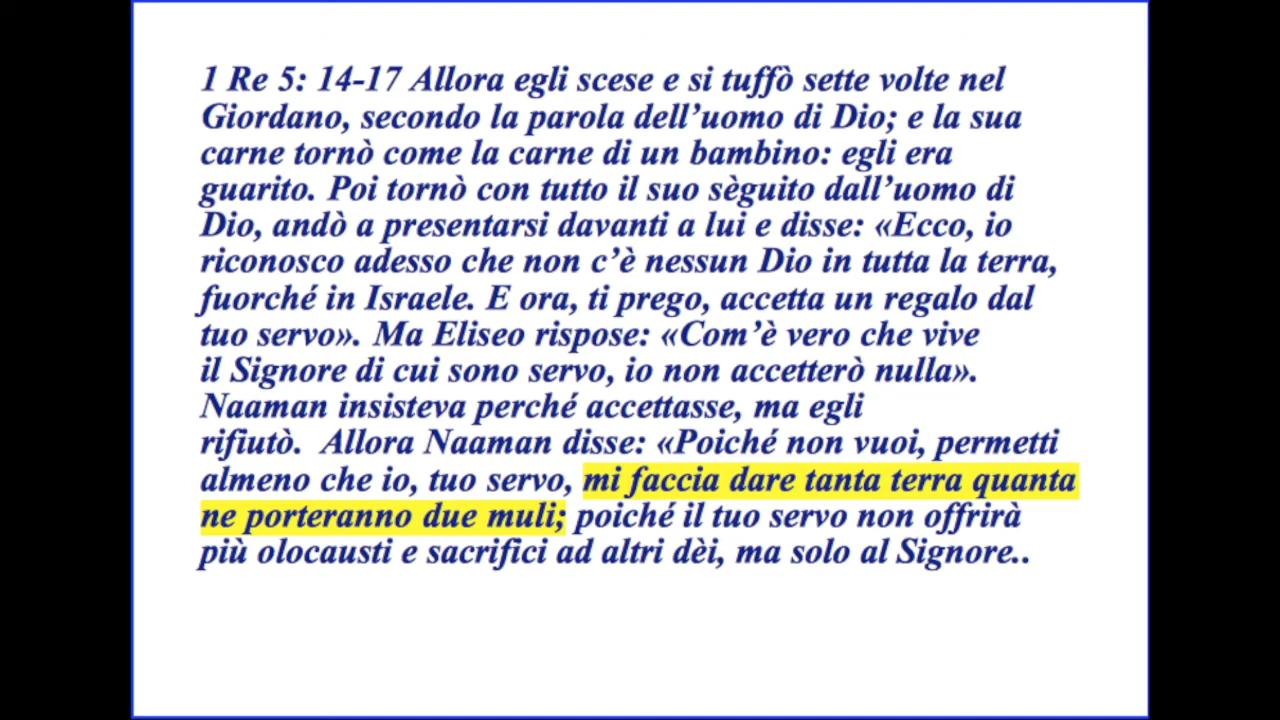 1 Re 5: 14-17 Allora egli scese e si tuffò sette volte nel
Giordano, secondo la parola dell’uomo di Dio; e la sua
carne tornò come la carne di un bambino: egli era
guarito. Poi tornò con tutto il suo sèguito dall’uomo di
Dio, andò a presentarsi davanti a lui e disse: «Ecco, io
riconosco adesso che non c’è nessun Dio in tutta la terra,
fuorché in Israele. E ora, ti prego, accetta un regalo dal
tuo servo». Ma Eliseo rispose: «Com’è vero che vive
il Signore di cui sono servo, io non accetterò nulla».
Naaman insisteva perché accettasse, ma egli
rifiutò. Allora Naaman disse: «Poiché non vuoi, permetti
almeno che io, tuo servo, mi faccia dare tanta terra quanta
ne porteranno due muli; poiché il tuo servo non offrirà
più olocausti e sacrifici ad altri dèi, ma solo al Signore..